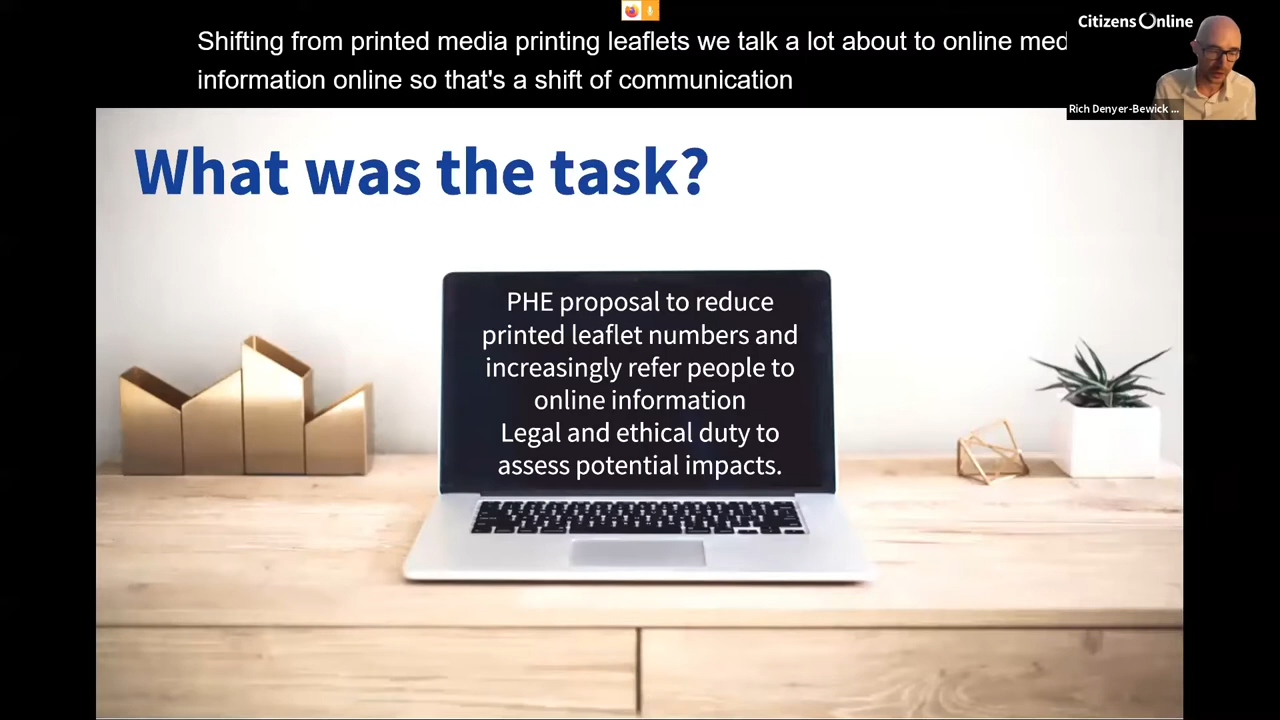 Shifting from printed media printing leaflets we talk a lot about to online med
information online so that's a shift of communication
Citizens Online
Rich Denyer-Bewick ...
What was the task?
PHE proposal to reduce
printed leaflet numbers and
increasingly refer people to
online information
Legal and ethical duty to
assess potential impacts.